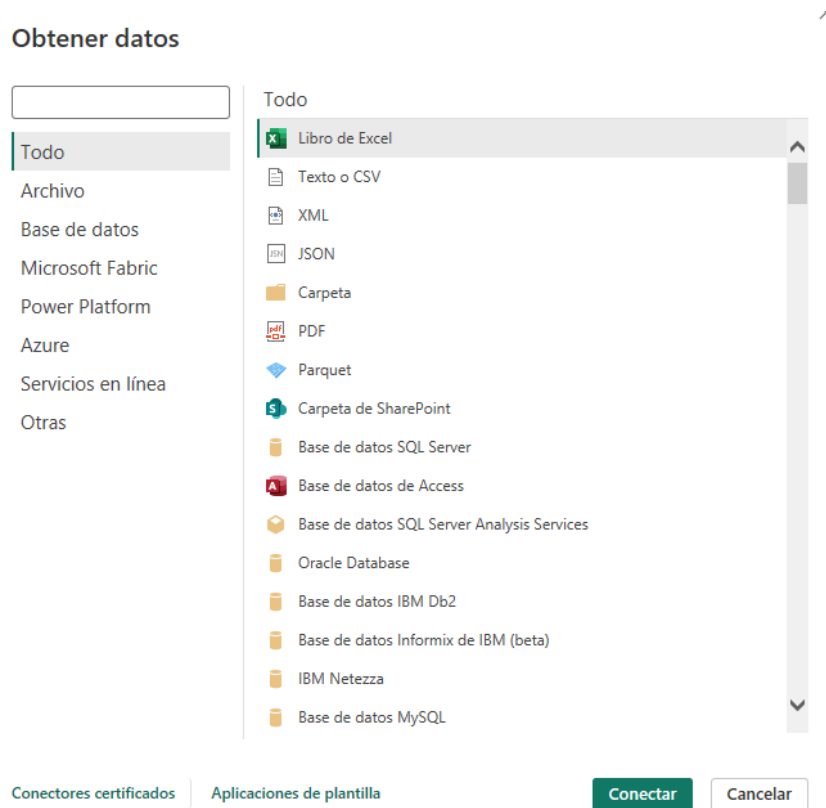 Obtener datos
Todo
Archivo
Base de datos
Microsoft Fabric
Power Platform
Azure
Servicios en línea
Otras
Todo
Libro de Excel
Texto o CSV
XML
JSN JSON
Carpeta
pdf PDF
Parquet
Carpeta de SharePoint
Base de datos SQL Server
A Base de datos de Access
Base de datos SQL Server Analysis Services
Oracle Database
Base de datos IBM Db2
Base de datos Informix de IBM (beta)
IBM Netezza
Base de datos MySQL
Conectores certificados
Aplicaciones de plantilla
Conectar
Cancelar